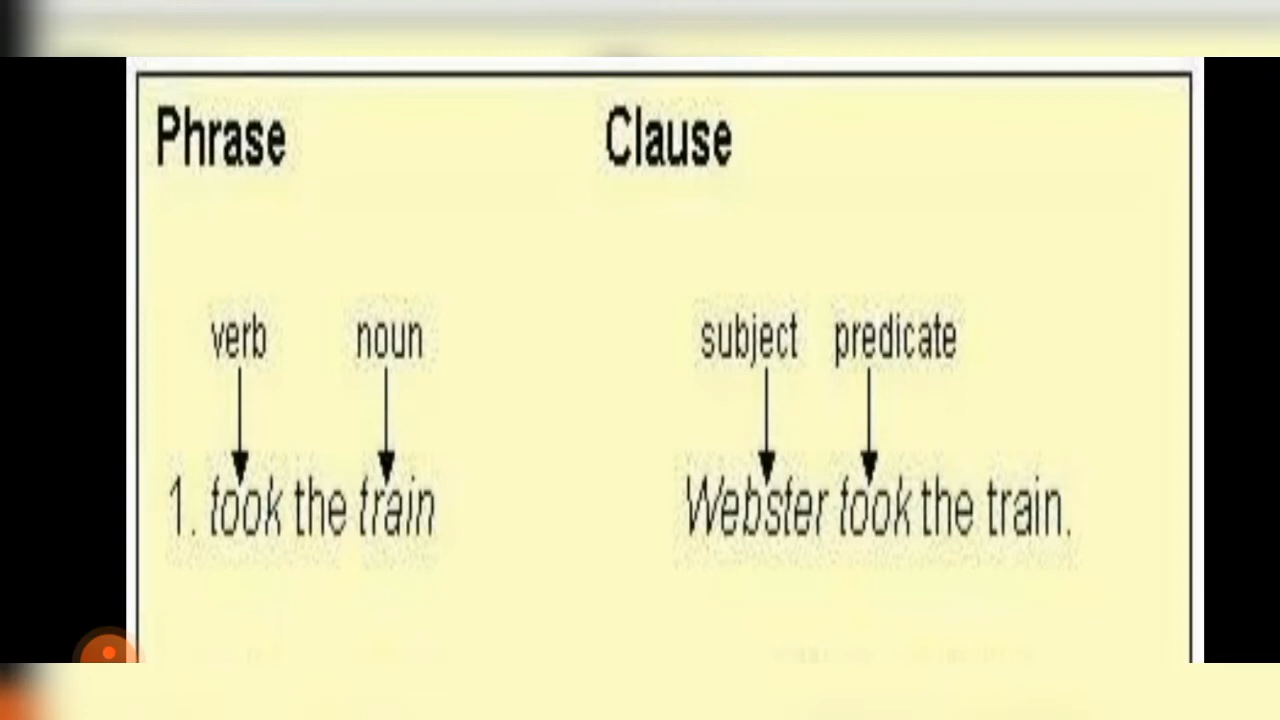 Phrase Clause
verb noun subject predicate
1. took the train Webster took the train.